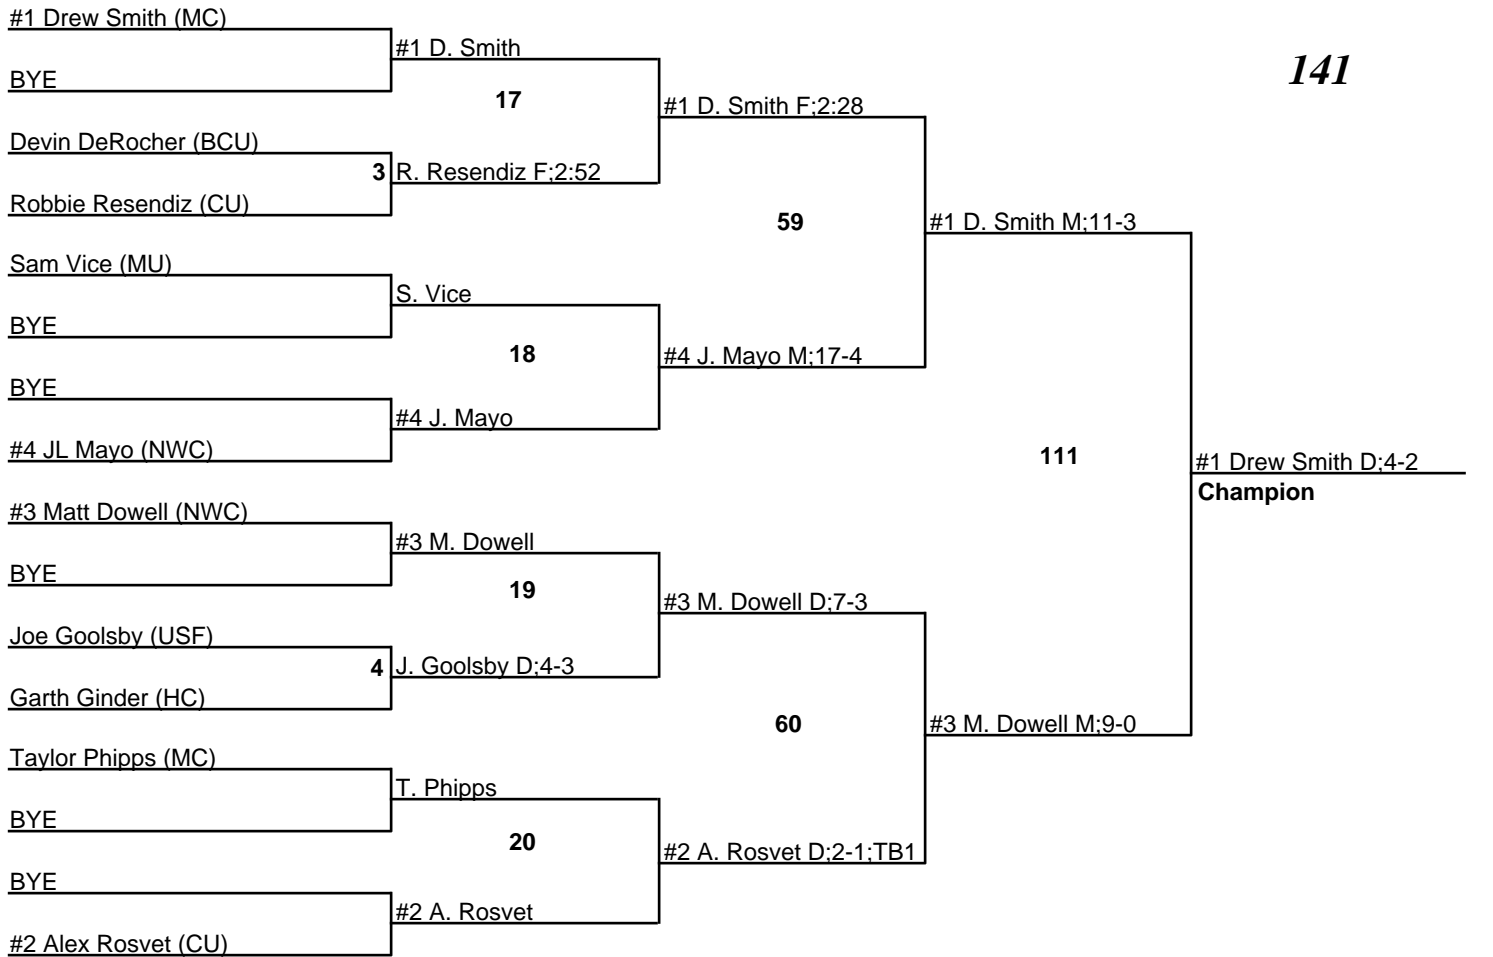 #1 Drew Smith (MC)
#1 D. Smith
141
BYE
17
#1 D. Smith F;2:28
Devin DeRocher (BCU)
3
R. Resendiz F;2:52
Robbie Resendiz (CU)
59
#1 D. Smith M;11-3
Sam Vice (MU)
S. Vice
BYE
18
#4 J. Mayo M;17-4
BYE
#4 J. Mayo
#4 JL Mayo (NWC)
111
#1 Drew Smith D;4-2
Champion
#3 Matt Dowell (NWC)
#3 M. Dowell
BYE
19
#3 M. Dowell D;7-3
Joe Goolsby (USF)
4
J. Goolsby D;4-3
Garth Ginder (HC)
60
#3 M. Dowell M;9-0
Taylor Phipps (MC)
T. Phipps
BYE
20
#2 A. Rosvet D;2-1;TB1
BYE
#2 A. Rosvet
#2 Alex Rosvet (CU)